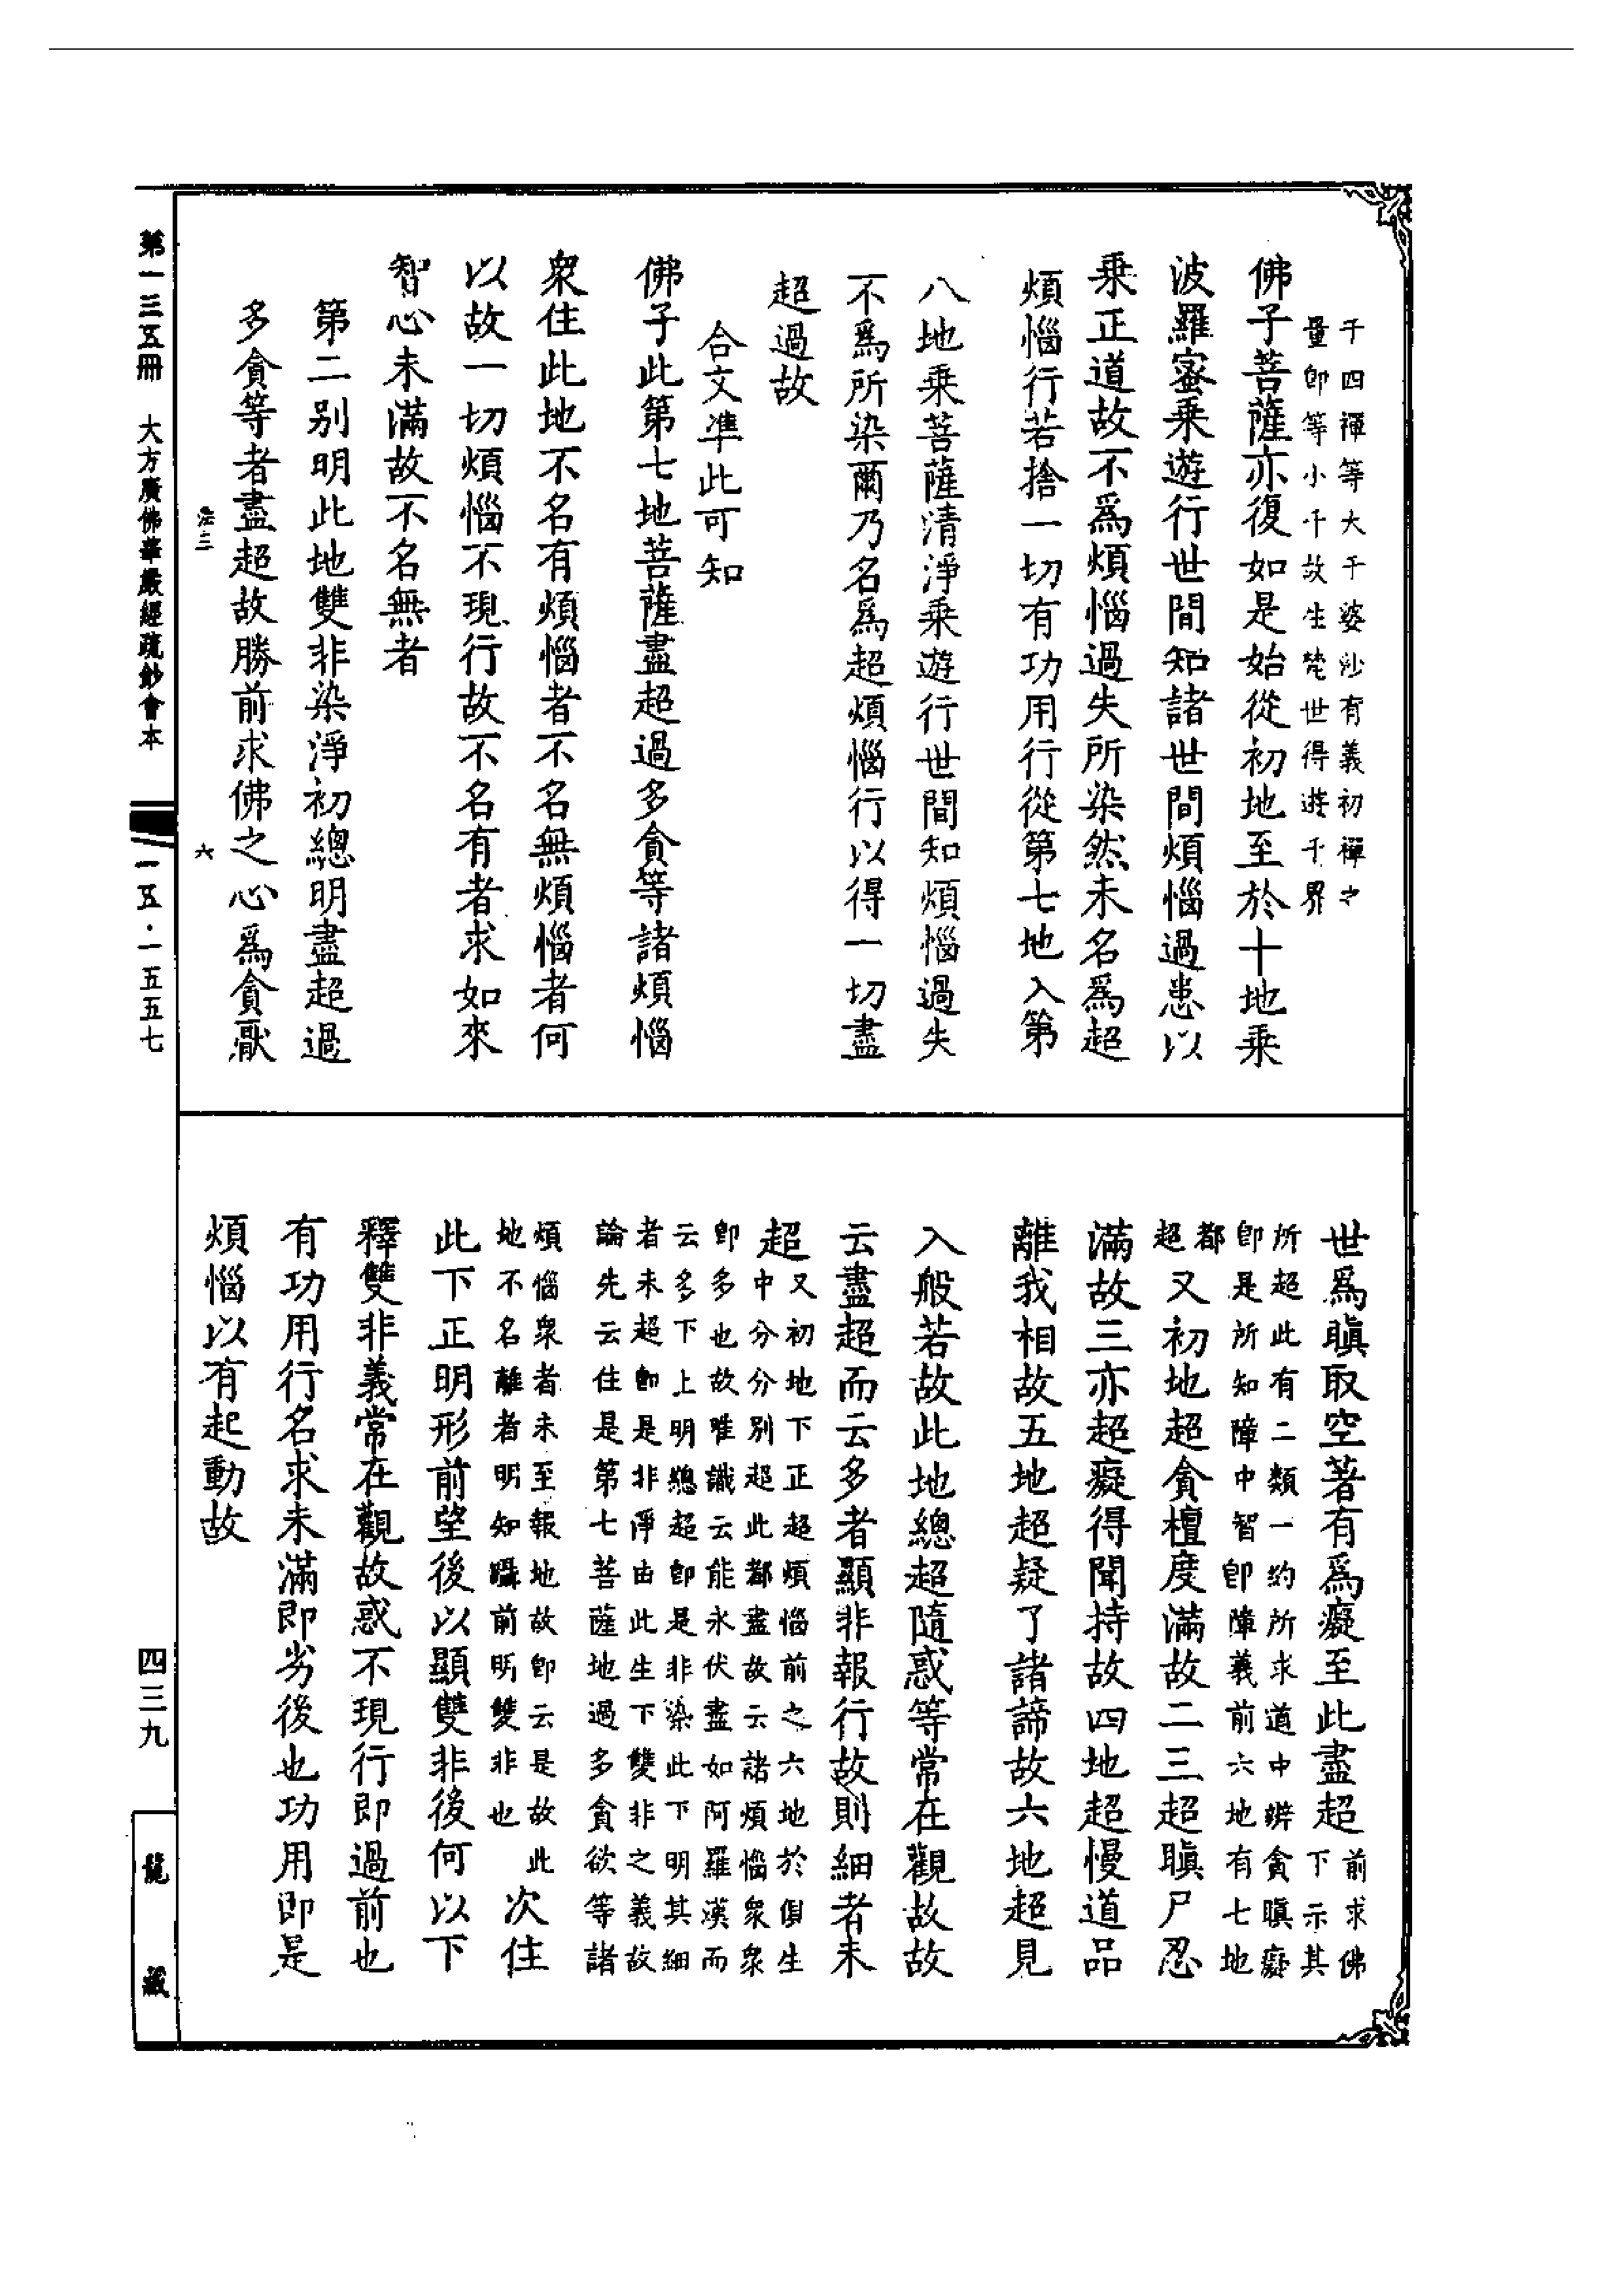 千四禪等大千婆沙有義初禪之
量卽等小千故生梵世得遊千界
佛子菩薩亦復如是始從初地至於十地乘
波羅蜜乘遊行世間知諸世間煩惱過患以
乘正道故不爲煩惱過失所染然未名爲超
煩惱行若捨一切有功用行從第七地入第
八地乘菩薩清淨乘遊行世間知煩惱過失
不爲所染爾乃名爲超煩惱行以得一切盡
超過故
合文準此可知
佛子此第七地菩薩盡超過多貪等諸煩惱
衆住此地不名有煩惱者不名無煩惱者何
以故一切煩惱不現行故不名有者求如來
智心未滿故不名無者
第二別明此地雙非染淨初總明盡超過
多貪等者盡超故勝前求佛之心爲貪厭
六
世爲瞋取空著有爲癡至此盡超前求佛
下示其
所超此有二類一約所求道中辨貪瞋癡
卽是所知障中智卽障義前六地有七地
都
超又初地超貪檀度滿故二三超瞋尸忍
滿故三亦超癡得聞持故四地超慢道品
離我相故五地超疑了諸諦故六地超見
入般若故此地總超隨惑等常在觀故故
云盡超而云多者顯非報行故則細者未
超又初地下正超煩惱前之六地於俱生
中分分別超此都盡故云諸煩惱衆衆
卽多也故唯識云能永伏盡如阿羅漢而
云多下上明總超卽是非染此下明其細
者未超卽是非淨由此生下雙非之義故
論先云住是第七菩薩地過多貪欲等諸
煩惱衆者未至報地故卽云是故此
地不名離者明知躡前明雙非也
次住
此下正明形前望後以顯雙非後何以下
釋雙非義常在觀故惑不現行即過前也
有功用行名求未滿即劣後也功用即是
煩惱以有起動故
第一三五冊 大方廣佛華嚴經疏鈔會本
一五·一五五七
四三九
龍藏